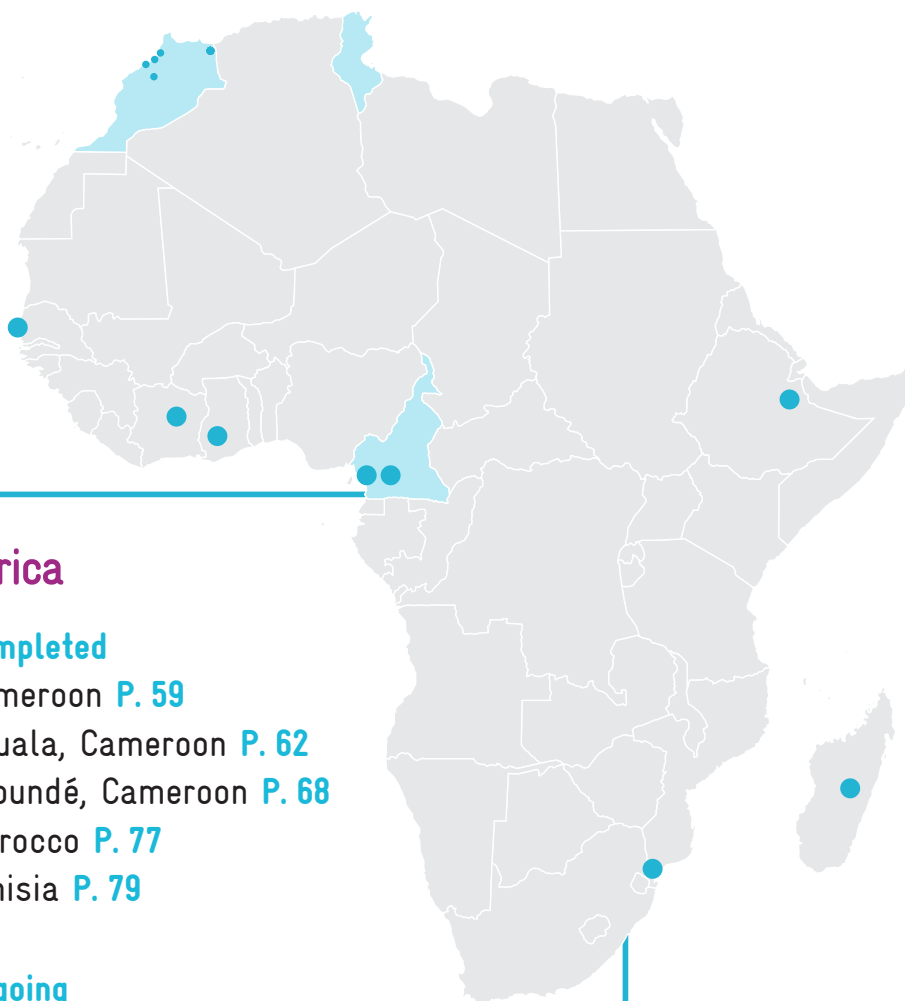 rica
mpleted
meroon P. 59
uala, Cameroon P. 62
oundé, Cameroon P. 68
rocco P. 77
nisia P. 79
going